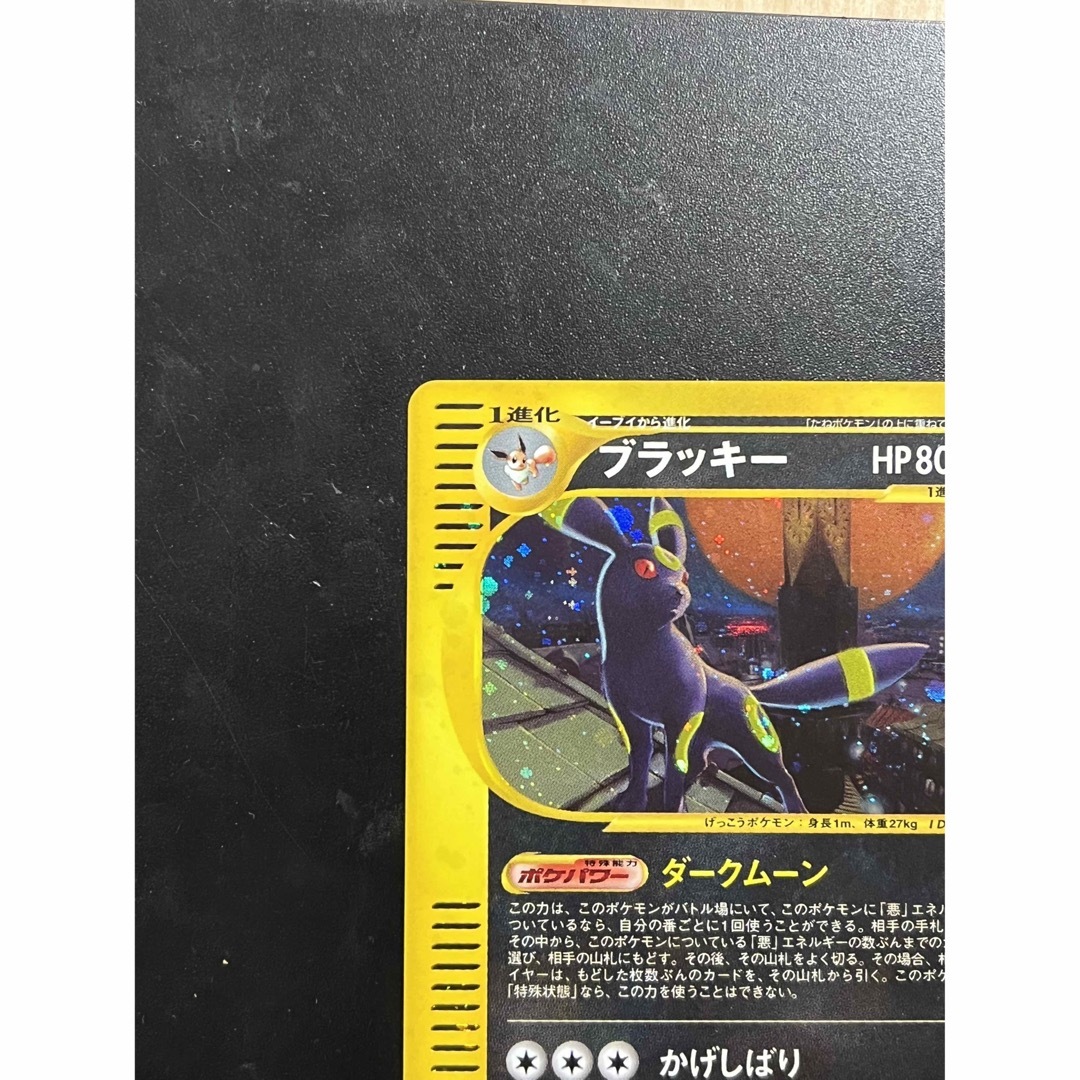 1進化
イーブイから進化 「たねポケモン」の上に重ねて
ブラッキー HP80
1進
げっこうポケモン：身長1m、体重27kg ID
特殊能力
ポケパワー ダークムーン
この力は、このポケモンがバトル場にいて、このポケモンに「悪」エネル
ついているなら、自分の番ごとに1回使うことができる。相手の手札
その中から、このポケモンについている「悪」エネルギーの数ぶんまでの
選び、相手の山札にもどす。その後、その山札をよく切る。その場合、
イヤーは、もどした枚数ぶんのカードを、その山札から引く。このポケ
「特殊状態」なら、この力を使うことはできない。
かげしばり